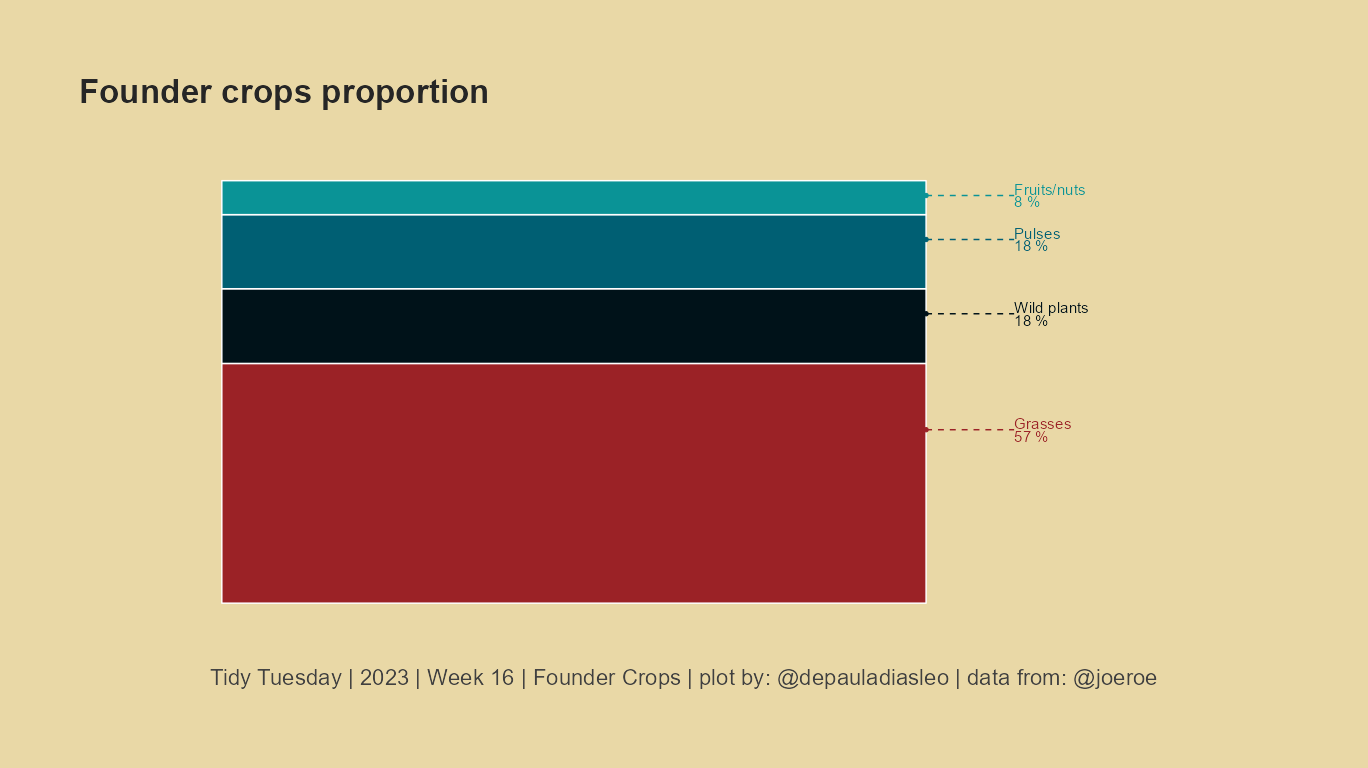 Founder crops proportion
Fruits/nuts
8 %
Pulses
18 %
Wild plants
18 %
Grasses
57 %
Tidy Tuesday | 2023 | Week 16 | Founder Crops | plot by: @depauladiasleo | data from: @joeroe